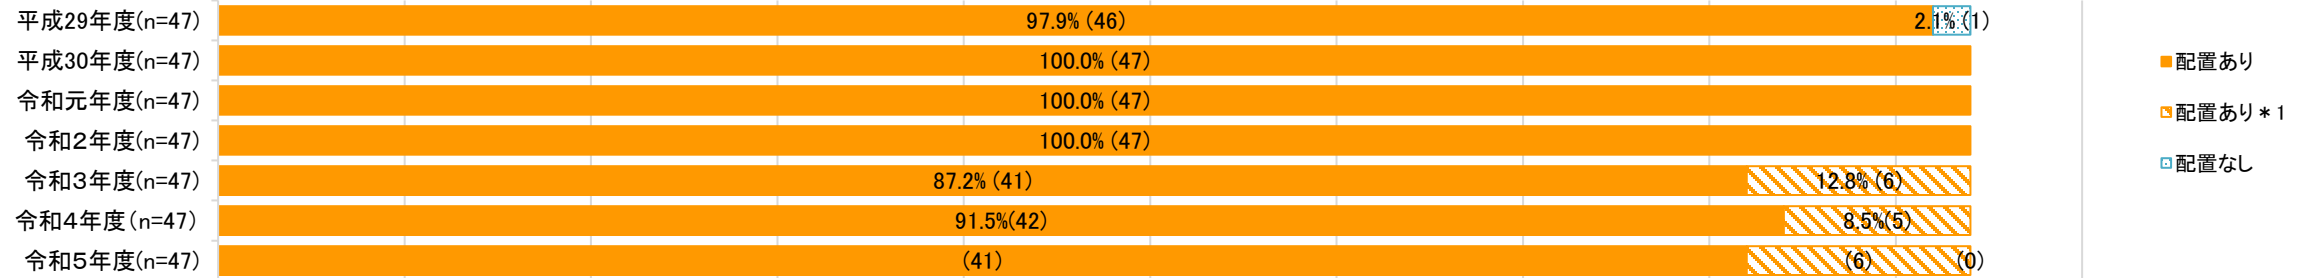 平成29年度(n=47) 97.9% (46) 2.1% (1)
平成30年度(n=47) 100.0% (47)
令和元年度(n=47) 100.0% (47)
令和２年度(n=47) 100.0% (47)
令和３年度(n=47) 87.2% (41) 12.8% (6)
令和４年度（n=47) 91.5%(42) 8.5%(5)
令和５年度(n=47) (41) (6) (0)
配置あり
配置あり＊1
配置なし